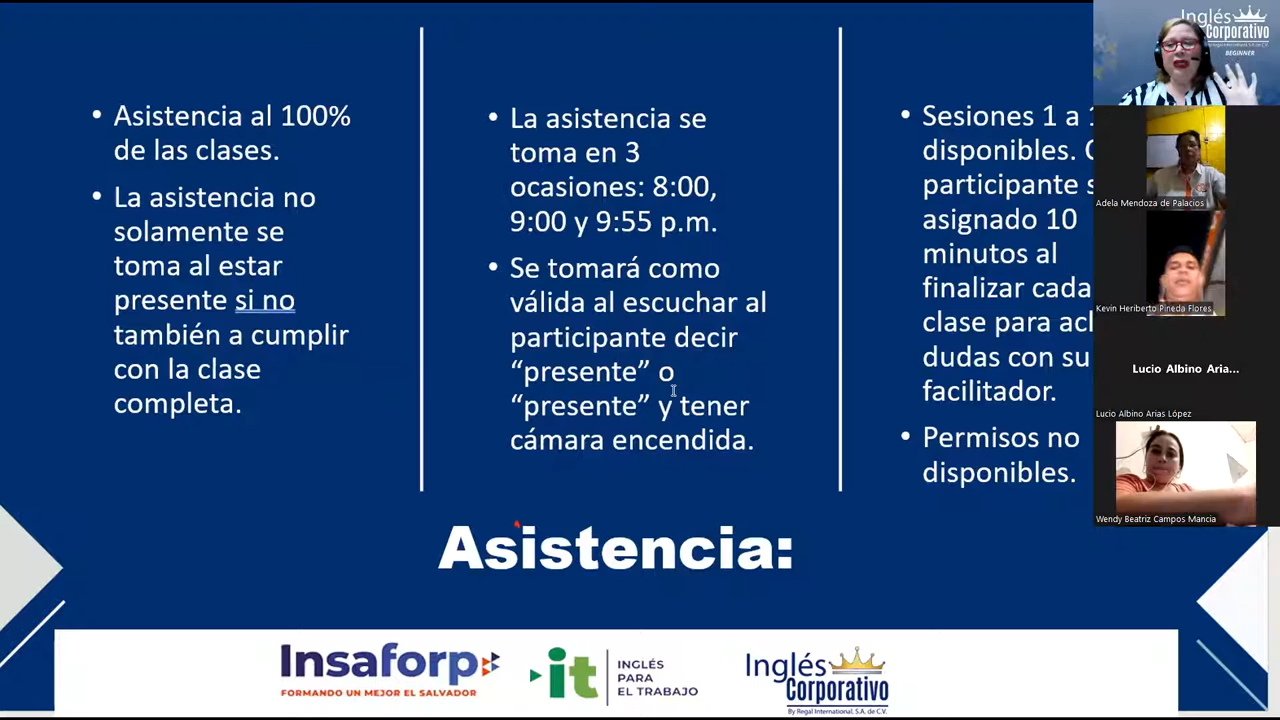 • Asistencia al 100%
de las clases.
• La asistencia no
solamente se
toma al estar
presente si no
también a cumplir
con la clase
completa.
• La asistencia se
toma en 3
ocasiones: 8:00,
9:00 y 9:55 p.m.
• Se tomará como
válida al escuchar al
participante decir
“presente” o
“presente” y tener
cámara encendida.
• Sesiones 1 a
disponibles.
participante
asignado 10
minutos al
finalizar cada
clase para
dudas con su
facilitador.
• Permisos no
disponibles.
Asistencia:
Insaforp
FORMANDO UN MEJOR EL SALVADOR
it
INGLÉS
PARA
EL TRABAJO
Inglés
Corporativo
By Regal International, S.A. de C.V.
Inglés
Corporativo
By Regal International, S.A. de C.V.
BEGINNER
Adela Mendoza de Palacios
Kevin Heriberto Pineda Flores
Lucio Albino Aria...
Lucio Albino Arias López
Wendy Beatriz Campos Mancia